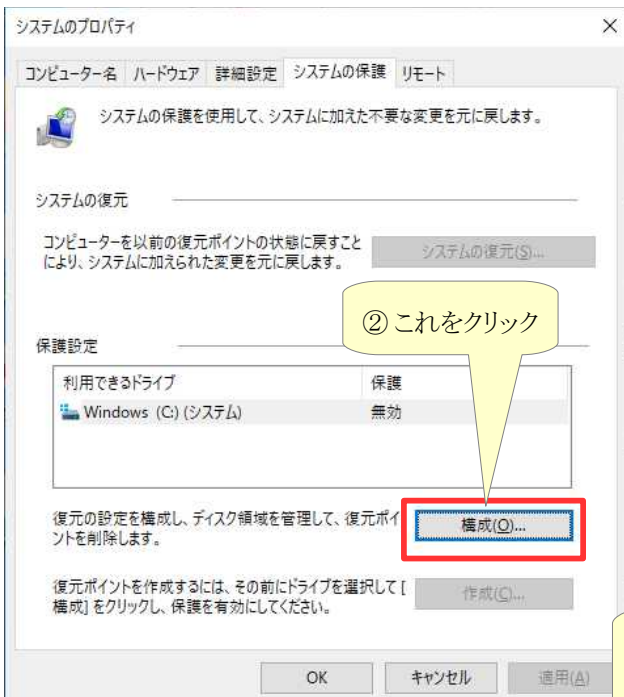 システムのプロパティ
コンピューター名 ハードウェア 詳細設定 システムの保護 リモート
システムの保護を使用して、システムに加えた不要な変更を元に戻します。
システムの復元
コンピューターを以前の復元ポイントの状態に戻すこと
により、システムに加えられた変更を元に戻します。
システムの復元(S)...
② これをクリック
保護設定
利用できるドライブ 保護
Windows (C:) (システム) 無効
復元の設定を構成し、ディスク領域を管理して、復元ポイ
ントを削除します。
構成(O)...
復元ポイントを作成するには、その前にドライブを選択して [
構成] をクリックし、保護を有効にしてください。
作成(C)...
OK キャンセル 適用(A)